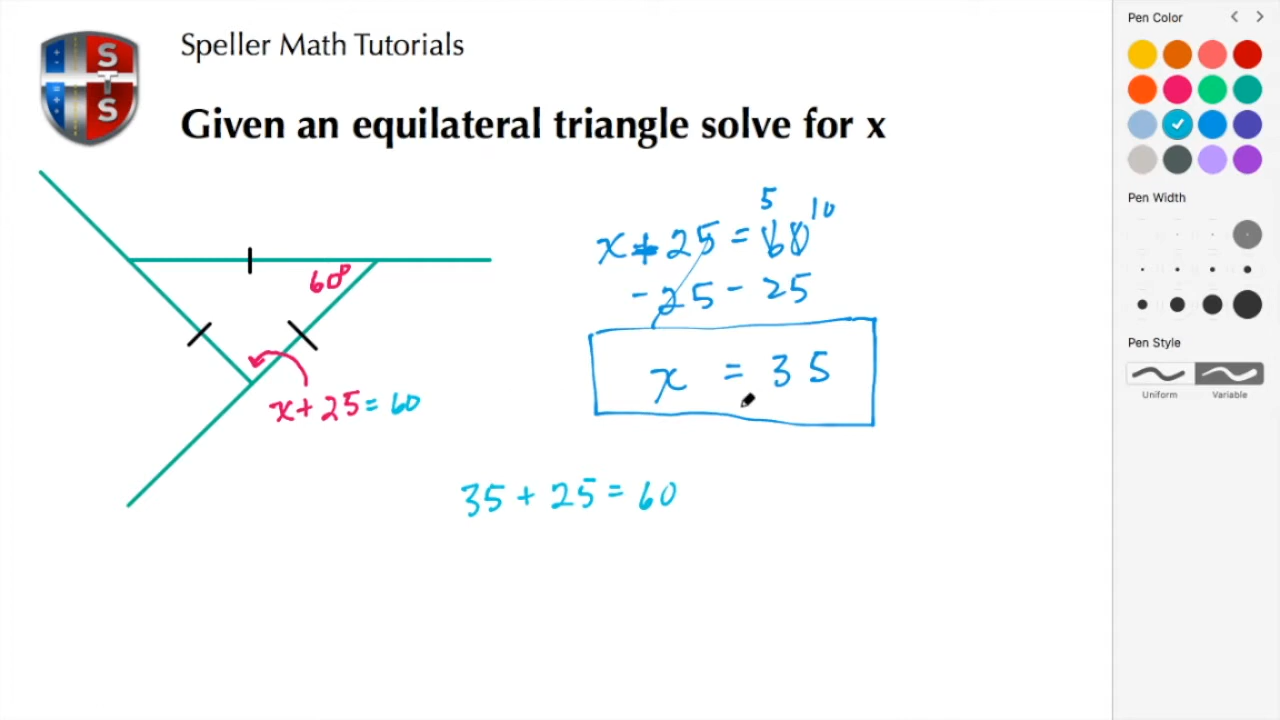 Speller Math Tutorials
Given an equilateral triangle solve for x
STS
60°
x + 25 = 60
5 10
x + 25 = 60
- 25 - 25
x = 35
35 + 25 = 60
Pen Color
Pen Width
Pen Style
Uniform Variable